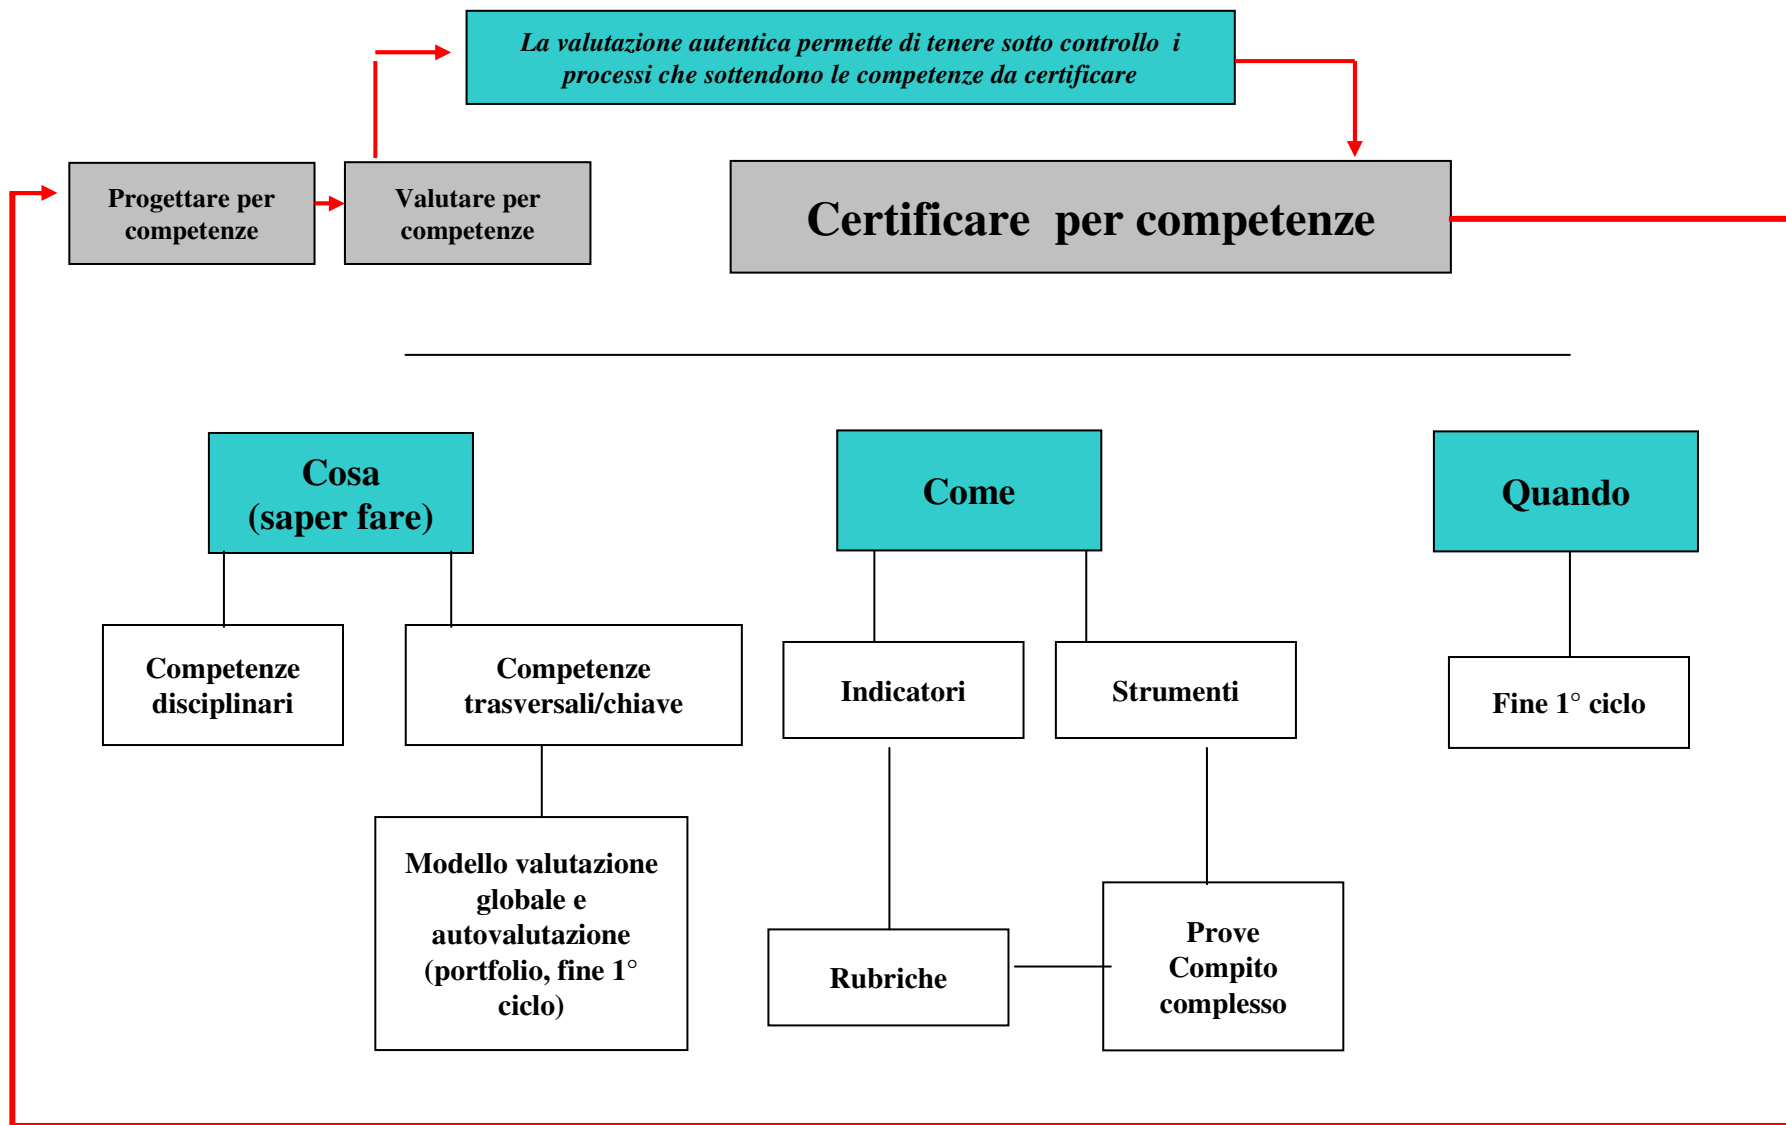 La valutazione autentica permette di tenere sotto controllo  i
processi che sottendono le competenze da certificare
Progettare per
competenze
Valutare per
competenze
Certificare  per competenze
Cosa
(saper fare)
Come
Quando
Competenze
disciplinari
Competenze
trasversali/chiave
Indicatori
Strumenti
Fine 1° ciclo
Modello valutazione
globale e
autovalutazione
(portfolio, fine 1°
ciclo)
Rubriche
Prove
Compito
complesso